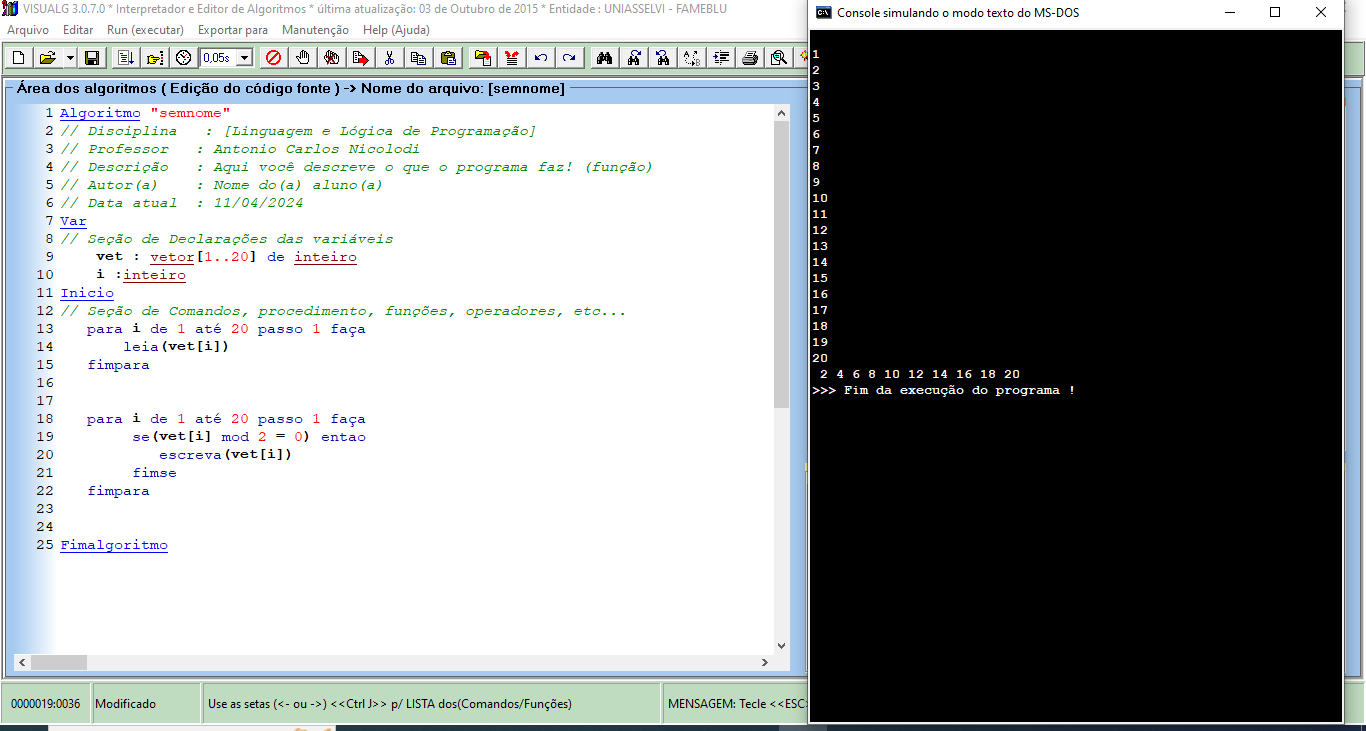 VISUALG 3.0.7.0 * Interpretador e Editor de Algoritmos * última atualização: 03 de Outubro de 2015 * Entidade : UNIASSELVI - FAMEBLU
Arquivo Editar Run (executar) Exportar para Manutenção Help (Ajuda)
0,05s
Área dos algoritmos ( Edição do código fonte ) -> Nome do arquivo: [semnome]
1 Algoritmo "semnome"
2 // Disciplina : [Linguagem e Lógica de Programação]
3 // Professor : Antonio Carlos Nicolodi
4 // Descrição : Aqui você descreve o que o programa faz! (função)
5 // Autor(a) : Nome do(a) aluno(a)
6 // Data atual : 11/04/2024
7 Var
8 // Seção de Declarações das variáveis
9 vet : vetor[1..20] de inteiro
10 i :inteiro
11 Inicio
12 // Seção de Comandos, procedimento, funções, operadores, etc...
13 para i de 1 até 20 passo 1 faça
14 leia(vet[i])
15 fimpara
16
17
18 para i de 1 até 20 passo 1 faça
19 se(vet[i] mod 2 = 0) entao
20 escreva(vet[i])
21 fimse
22 fimpara
23
24
25 Fimalgoritmo
0000019:0036 Modificado Use as setas (<- ou ->) <<Ctrl J>> p/ LISTA dos(Comandos/Funções) MENSAGEM: Tecle <<ESC>
Console simulando o modo texto do MS-DOS
1
2
3
4
5
6
7
8
9
10
11
12
13
14
15
16
17
18
19
20
2 4 6 8 10 12 14 16 18 20
>>> Fim da execução do programa !